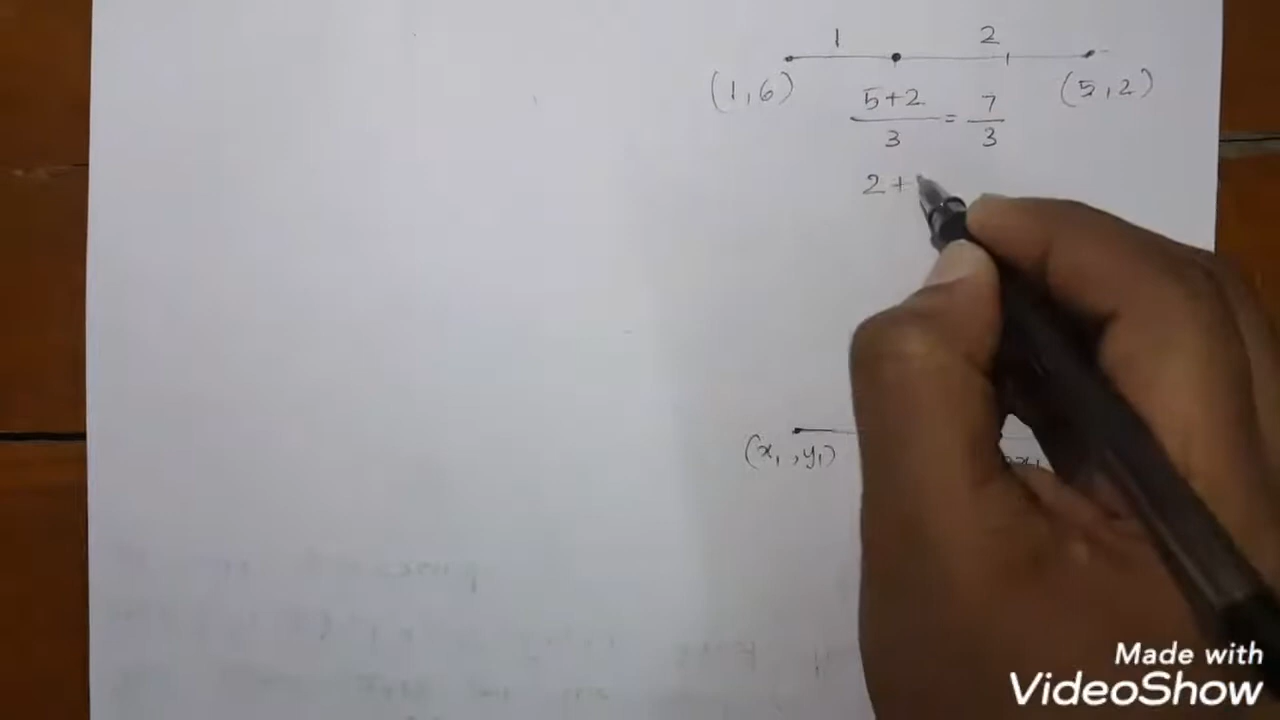 1 2
(1,6) (5,2)
5+2/3 = 7/3
2+
(x₁,y₁)
Made with
VideoShow